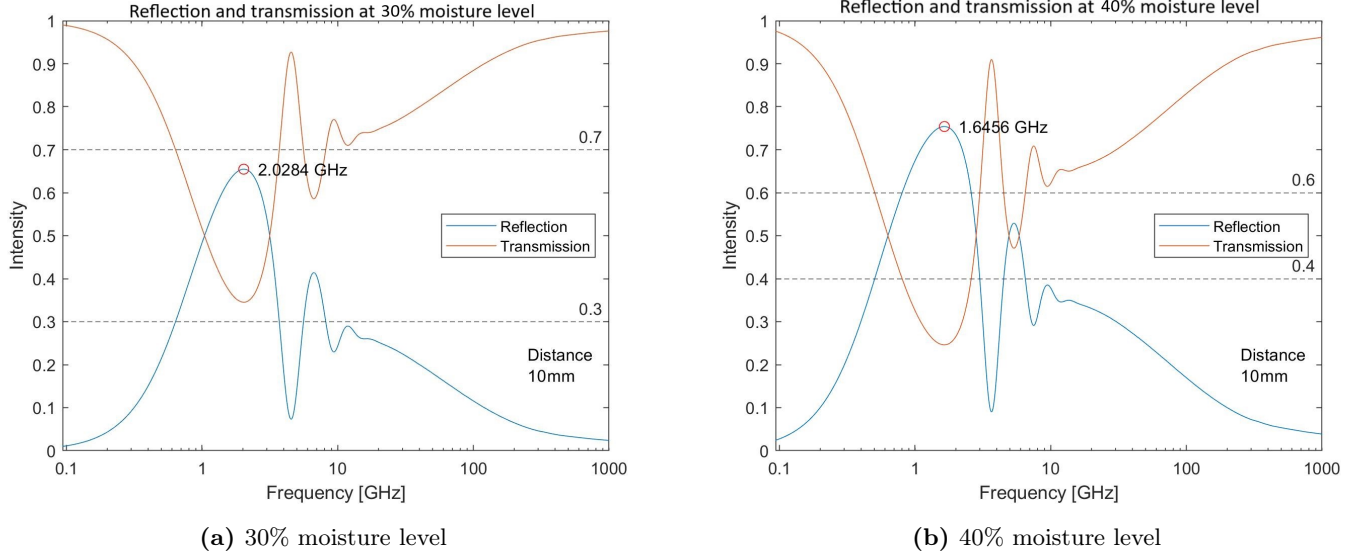 Reflection and transmission at 30% moisture level
1
0.9
0.8
0.7
0.6
0.5
0.4
0.3
0.2
0.1
0
Intensity
0.7
2.0284 GHz
Reflection
Transmission
0.3
Distance
10mm
0.1 1 10 100 1000
Frequency [GHz]
(a) 30% moisture level
Reflection and transmission at 40% moisture level
1
0.9
0.8
0.7
0.6
0.5
0.4
0.3
0.2
0.1
0
Intensity
1.6456 GHz
0.6
Reflection
Transmission
0.4
Distance
10mm
0.1 1 10 100 1000
Frequency [GHz]
(b) 40% moisture level